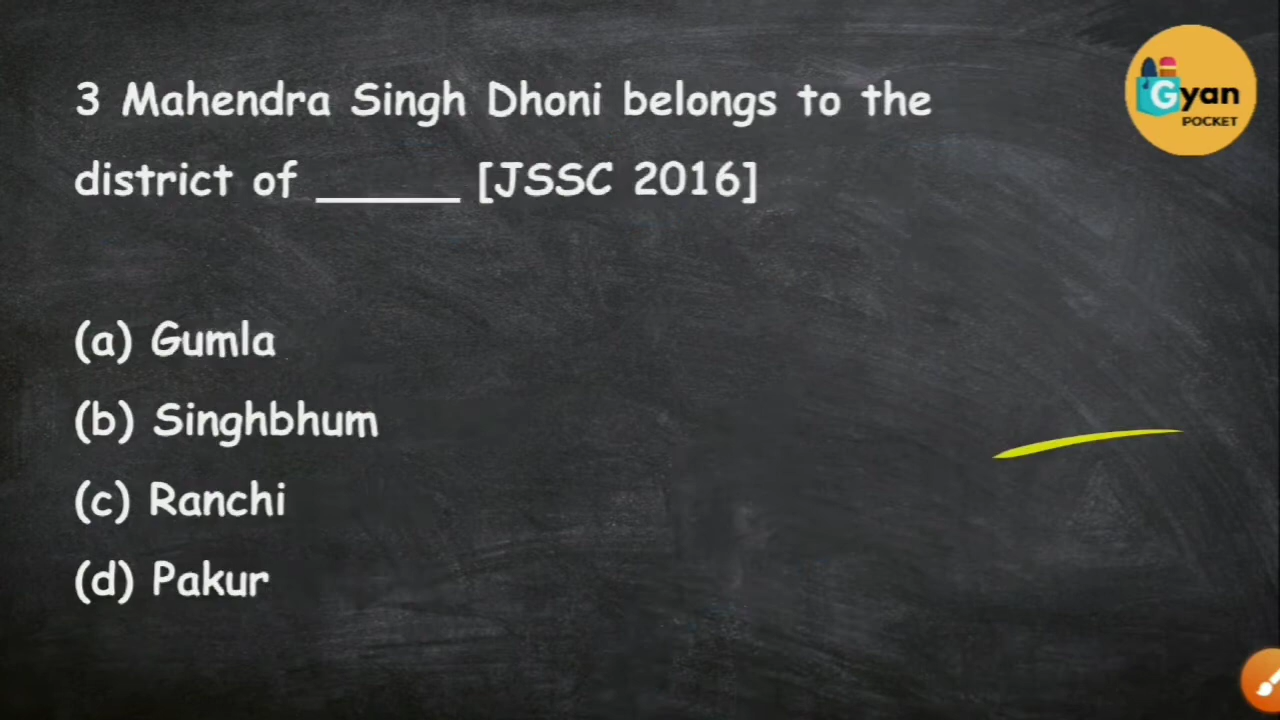 3 Mahendra Singh Dhoni belongs to the
district of ______ [JSSC 2016]
(a) Gumla
(b) Singhbhum
(c) Ranchi
(d) Pakur
Gyan
POCKET